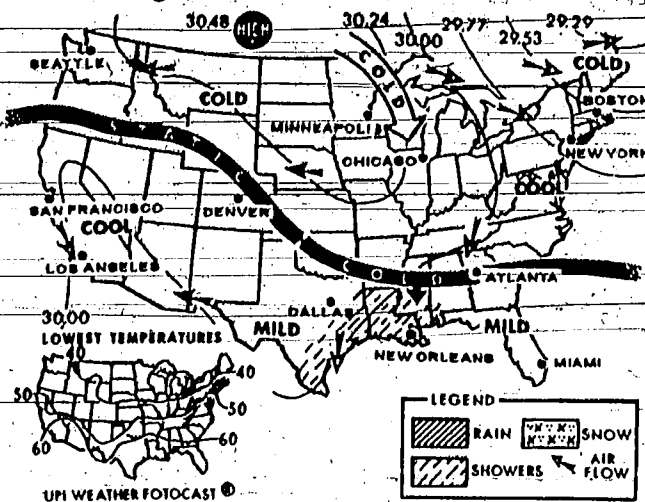 30.48 HIGH 30.24 30.00 29.77 29.53 29.29
SEATTLE
COLD
COLD
COLD
BOSTON
MINNEAPOLIS
CHICAGO
NEW YORK
COOL
SAN FRANCISCO
DENVER
COOL
LOS ANGELES
COLD
ATLANTA
DALLAS
30.00
MILD
MILD
NEW ORLEANS
MIAMI
LOWEST TEMPERATURES
40
40
50
50
60
60
LEGEND
RAIN SNOW
SHOWERS AIR FLOW
UPI WEATHER FOTOCAST ®